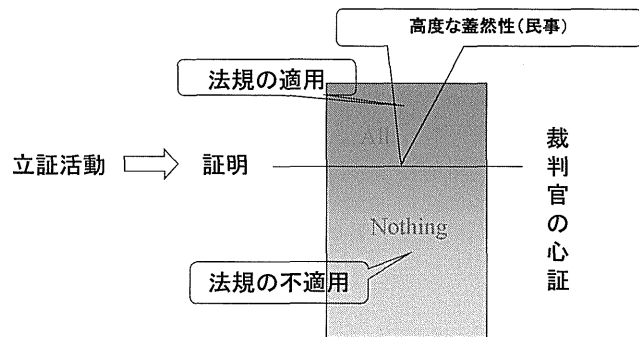 高度な蓋然性(民事)
法規の適用
All
立証活動
証明
裁判官の心証
Nothing
法規の不適用